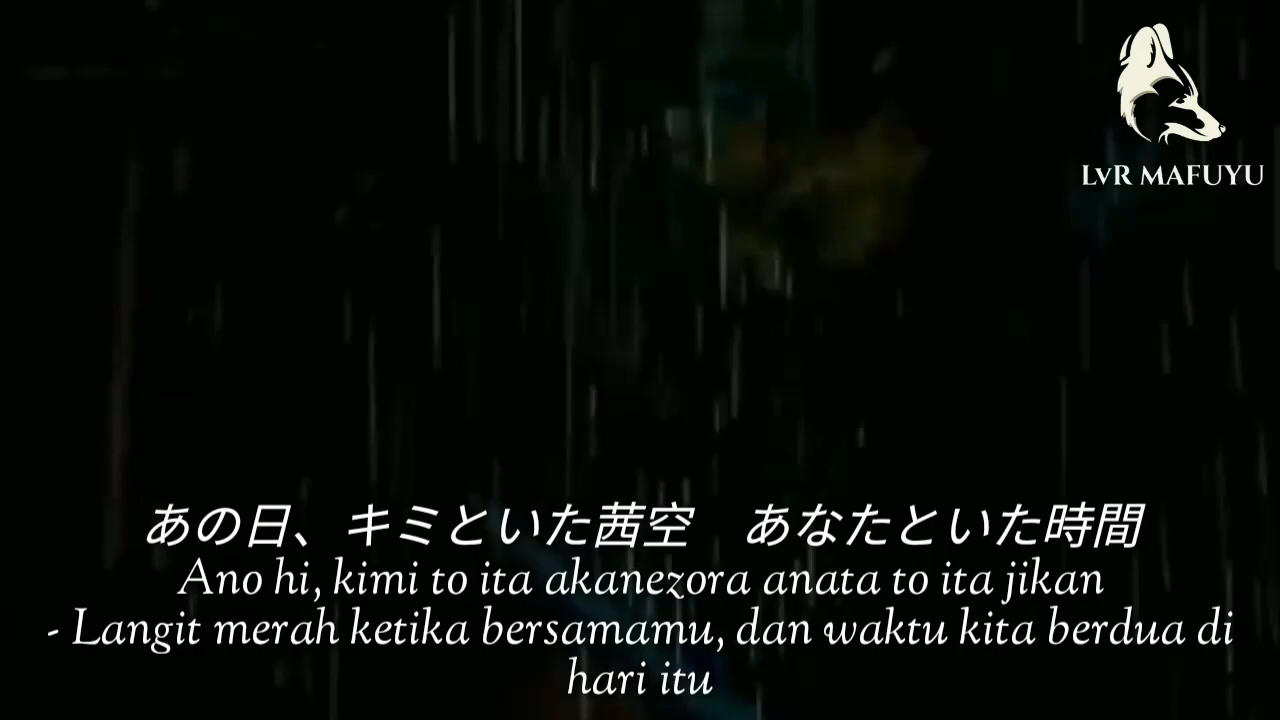 LvR MAFUYU
あの日、キミといた茜空　あなたといた時間
Ano hi, kimi to ita akanezora anata to ita jikan
- Langit merah ketika bersamamu, dan waktu kita berdua di
hari itu